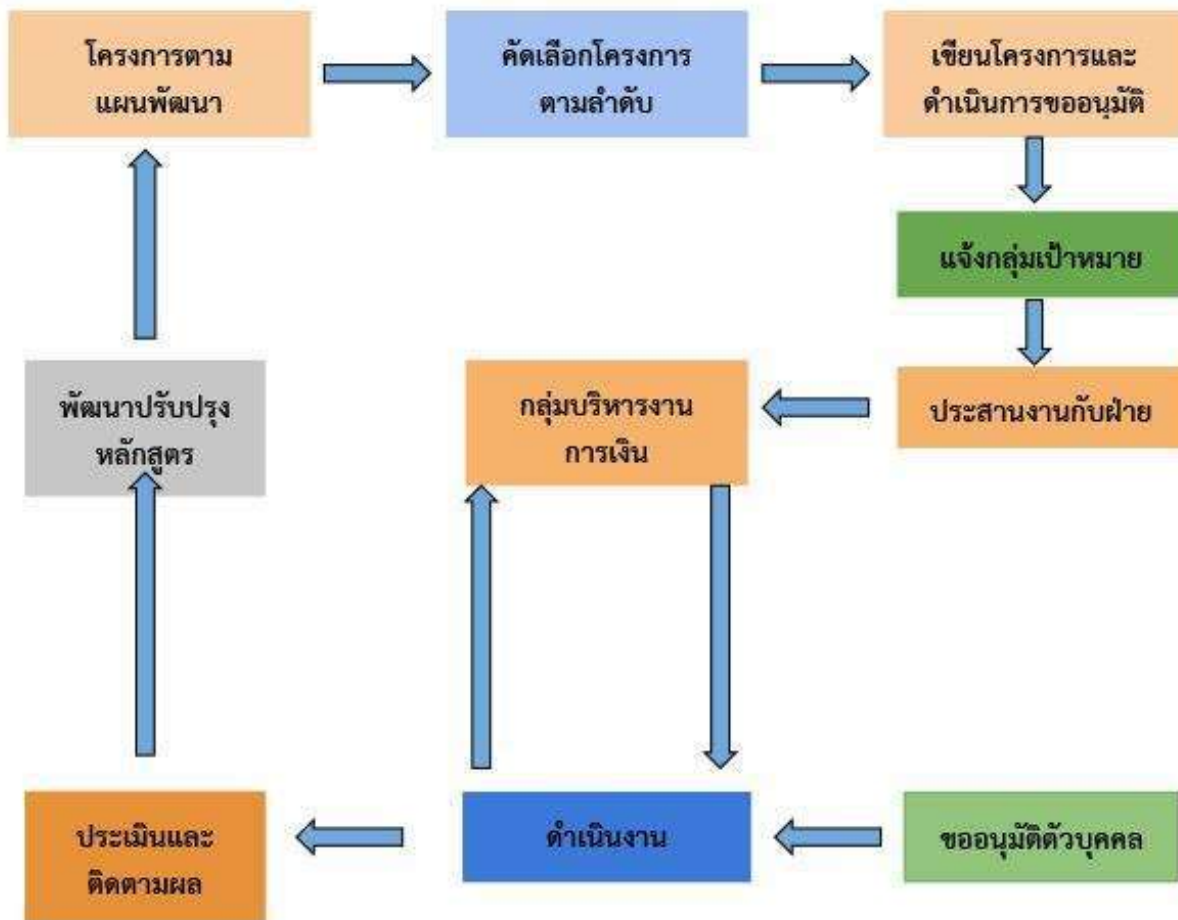 โครงการตาม
แผนพัฒนา
คัดเลือกโครงการ
ตามลำดับ
เขียนโครงการและ
ดำเนินการขออนุมัติ
แจ้งกลุ่มเป้าหมาย
ประสานงานกับฝ่าย
กลุ่มบริหารงาน
การเงิน
พัฒนาปรับปรุง
หลักสูตร
ประเมินและ
ติดตามผล
ดำเนินงาน
ขออนุมัติตัวบุคคล